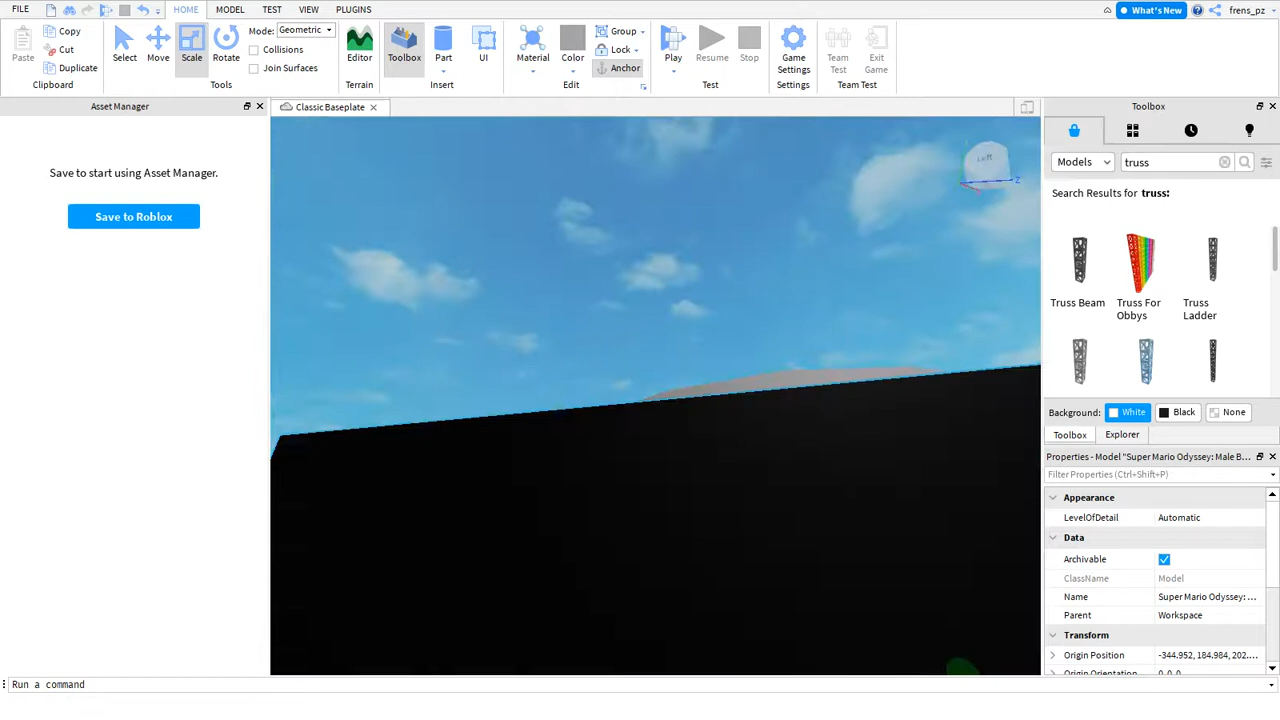 FILE HOME MODEL TEST VIEW PLUGINS What's New frens_pz
Copy Mode: Geometric Group
Cut Collisions Lock
Paste Duplicate Select Move Scale Rotate Join Surfaces Editor Toolbox Part UI Material Color Anchor Play Resume Stop Game Settings Team Test Exit Game
Clipboard Tools Terrain Insert Edit Test Settings Team Test
Asset Manager
Classic Baseplate
Toolbox
Save to start using Asset Manager.
Save to Roblox
Left
Z
Models truss
Search Results for truss:
Truss Beam
Truss For Obbys
Truss Ladder
Background: White Black None
Toolbox Explorer
Properties - Model "Super Mario Odyssey: Male B...
Filter Properties (Ctrl+Shift+P)
Appearance
LevelOfDetail Automatic
Data
Archivable
ClassName Model
Name Super Mario Odyssey: ...
Parent Workspace
Transform
Origin Position -344.952, 184.984, 202....
Origin Orientation 0, 0, 0
Run a command